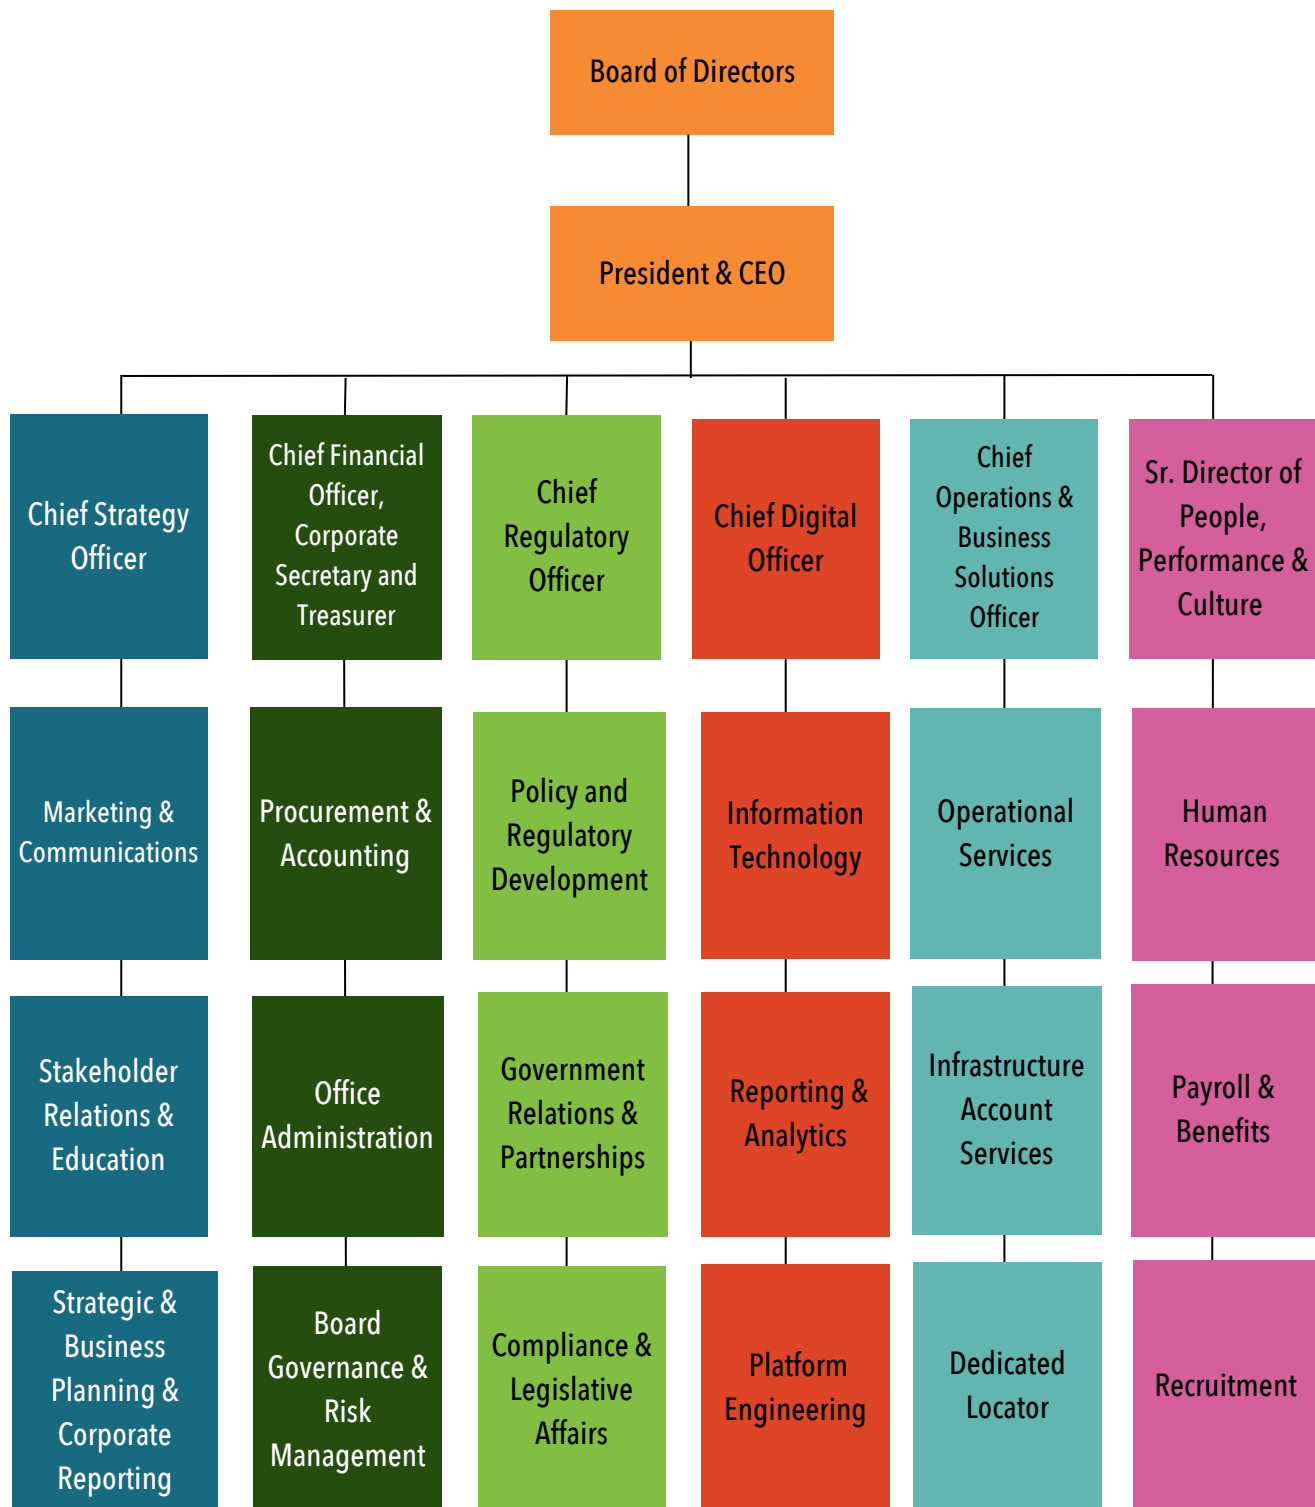 Board of Directors
President & CEO
Chief Strategy
Officer
Chief Financial
Officer,
Corporate
Secretary and
Treasurer
Chief
Regulatory
Officer
Chief Digital
Officer
Chief
Operations &
Business
Solutions
Officer
Sr. Director of
People,
Performance &
Culture
Marketing &
Communications
Procurement &
Accounting
Policy and
Regulatory
Development
Information
Technology
Operational
Services
Human
Resources
Stakeholder
Relations &
Education
Office
Administration
Government
Relations &
Partnerships
Reporting &
Analytics
Infrastructure
Account
Services
Payroll &
Benefits
Strategic &
Business
Planning &
Corporate
Reporting
Board
Governance &
Risk
Management
Compliance &
Legislative
Affairs
Platform
Engineering
Dedicated
Locator
Recruitment